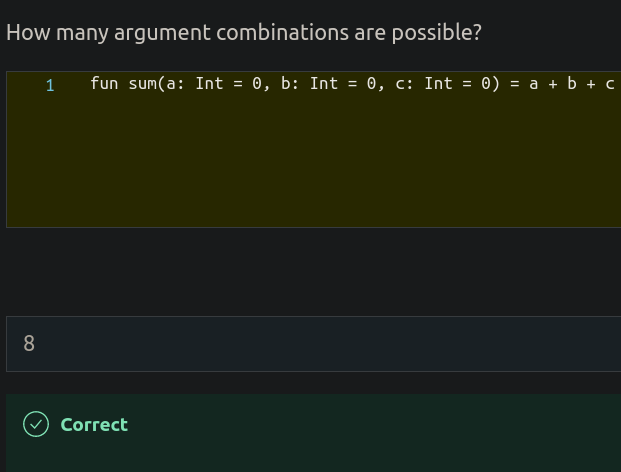 How many argument combinations are possible?
1 fun sum(a: Int = 0, b: Int = 0, c: Int = 0) = a + b + c
8
Correct